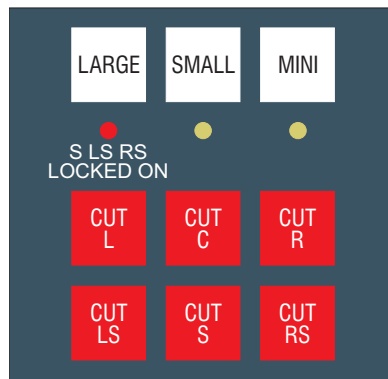 LARGE SMALL MINI
S LS RS
LOCKED ON
CUT CUT CUT
L C R
CUT CUT CUT
LS S RS